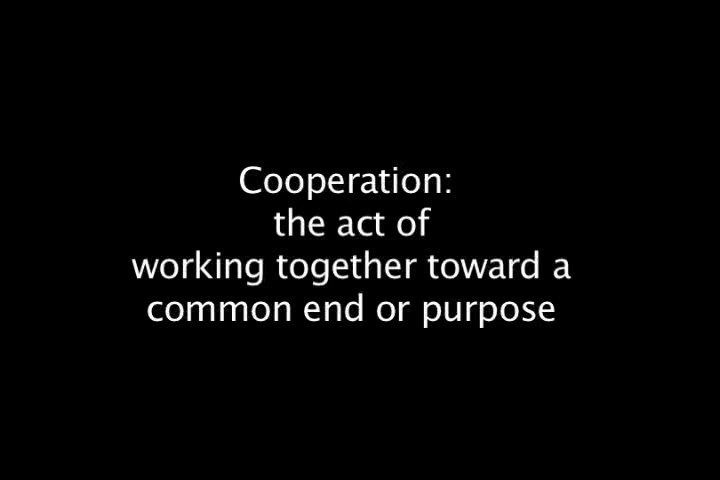 Cooperation:
the act of
working together toward a
common end or purpose